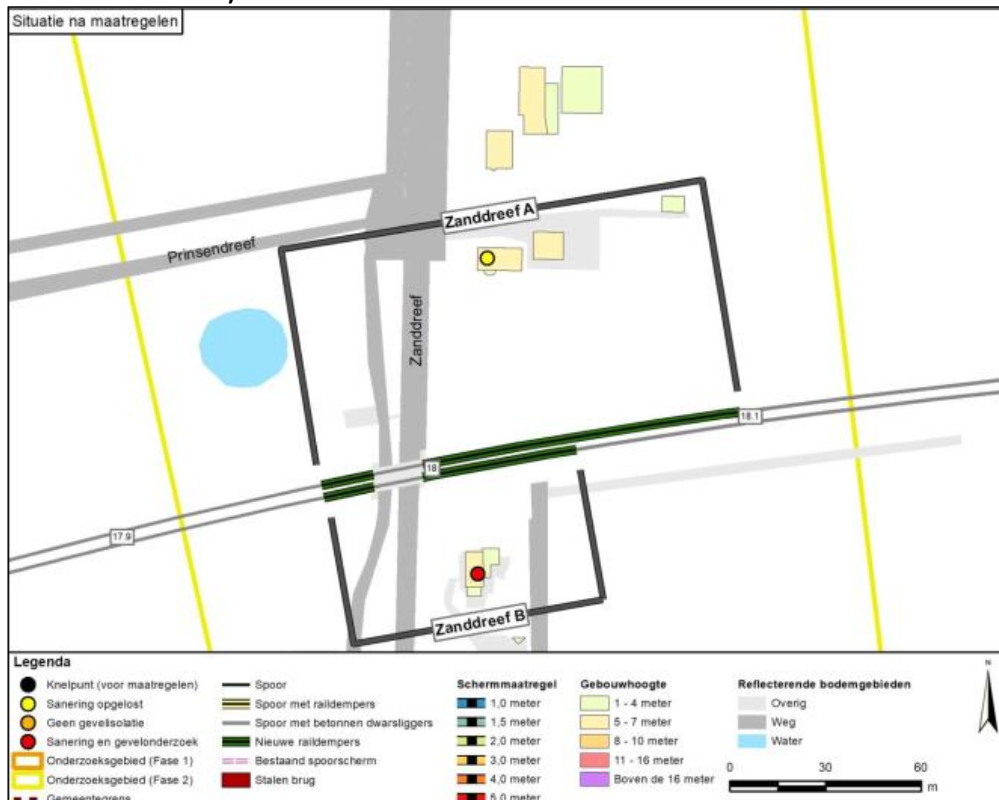 Situatie na maatregelen
Zanddreef A
Prinsendreef
Zanddreef
18.1
18
17.9
Zanddreef B
Legenda
Knelpunt (voor maatregelen)
Sanering opgelost
Geen gevelisolatie
Sanering en gevelonderzoek
Onderzoeksgebied (Fase 1)
Onderzoeksgebied (Fase 2)
Gemeentegrens
Spoor
Spoor met raildempers
Spoor met betonnen dwarsliggers
Nieuwe raildempers
Bestaand spoorscherm
Stalen brug
Schermmaatregel
1,0 meter
1,5 meter
2,0 meter
3,0 meter
4,0 meter
5,0 meter
Gebouwhoogte
1 - 4 meter
5 - 7 meter
8 - 10 meter
11 - 16 meter
Boven de 16 meter
Reflecterende bodemgebieden
Overig
Weg
Water
N
0 30 60
m